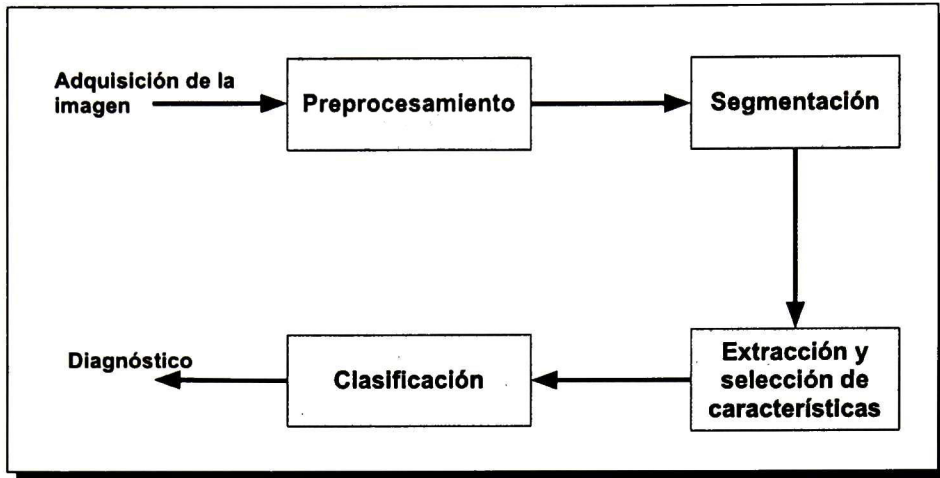 Adquisición de la
imagen
Preprocesamiento
Segmentación
Extracción y
selección de
características
Clasificación
Diagnóstico